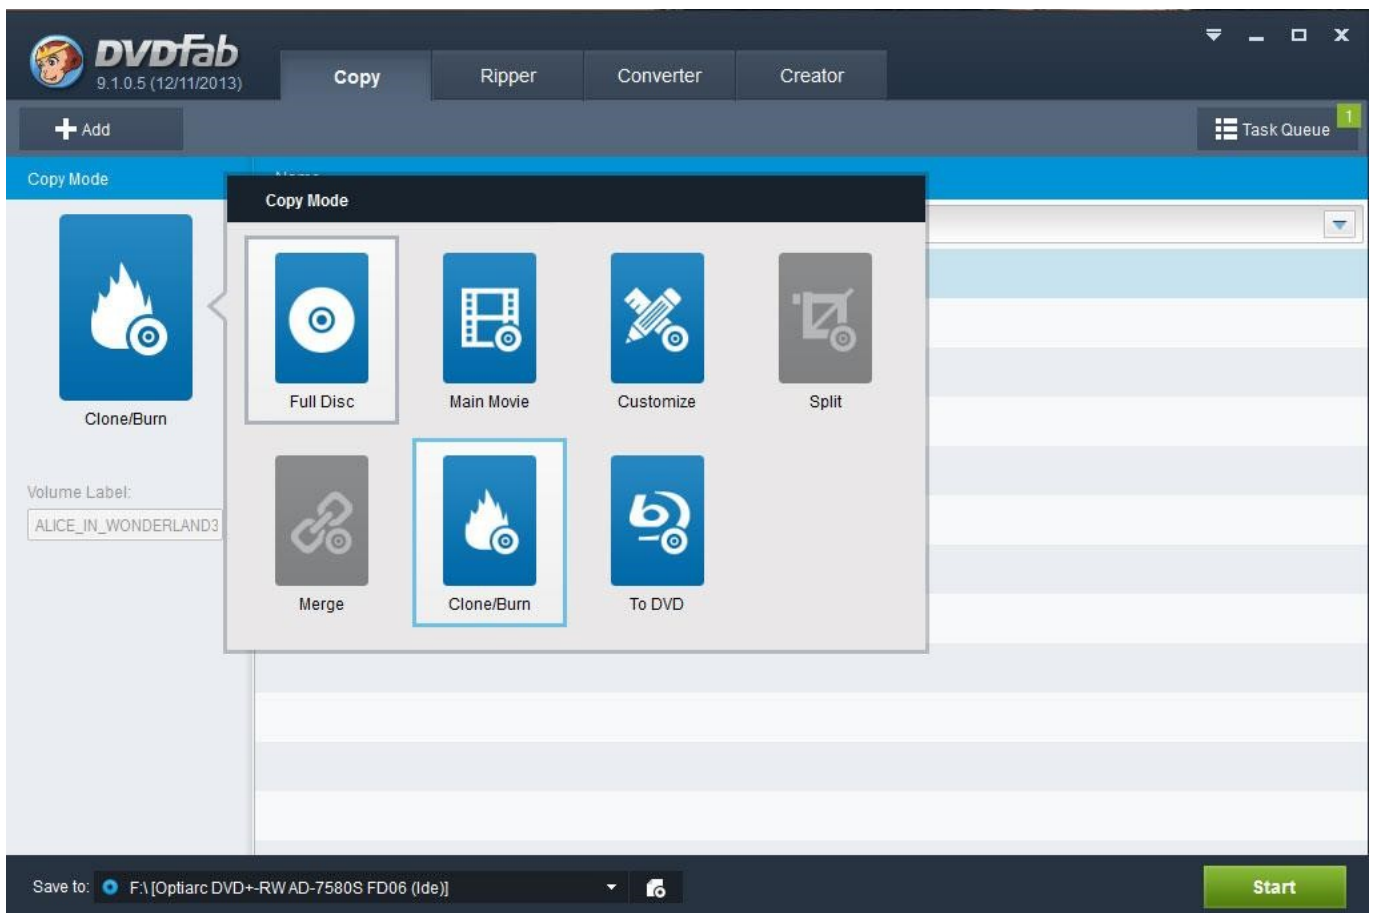 DVDFab
9.1.0.5 (12/11/2013)
Copy
Ripper
Converter
Creator
Add
Task Queue
1
Copy Mode
Name
Copy Mode
Full Disc
Main Movie
Customize
Split
Clone/Burn
Volume Label:
ALICE_IN_WONDERLAND3
Merge
Clone/Burn
To DVD
Save to: F:\ [Optiarc DVD+-RW AD-7580S FD06 (Ide)]
Start